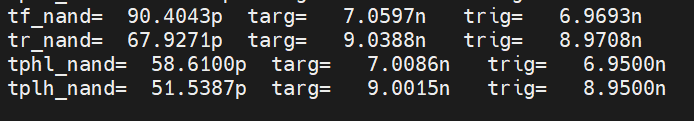 tf_nand= 90.4043p targ= 7.0597n trig= 6.9693n
tr_nand= 67.9271p targ= 9.0388n trig= 8.9708n
tphl_nand= 58.6100p targ= 7.0086n trig= 6.9500n
tplh_nand= 51.5387p targ= 9.0015n trig= 8.9500n